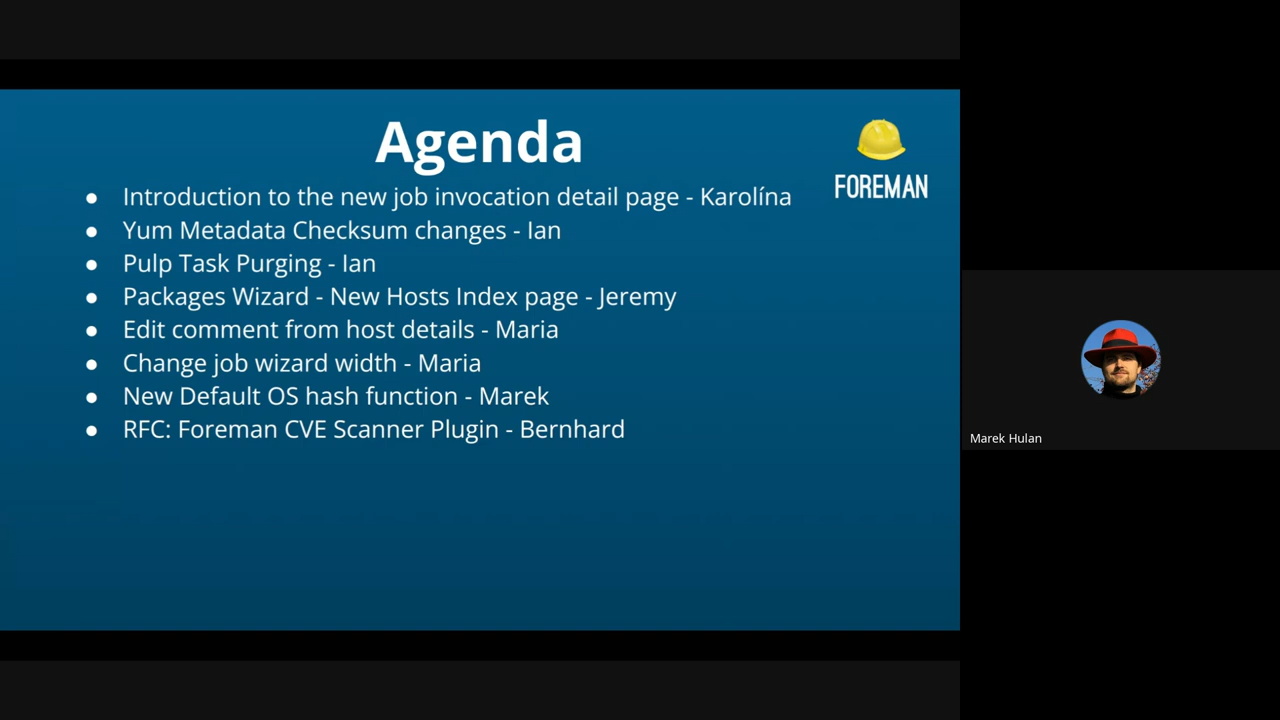 Agenda
FOREMAN
● Introduction to the new job invocation detail page - Karolína
● Yum Metadata Checksum changes - Ian
● Pulp Task Purging - Ian
● Packages Wizard - New Hosts Index page - Jeremy
● Edit comment from host details - Maria
● Change job wizard width - Maria
● New Default OS hash function - Marek
● RFC: Foreman CVE Scanner Plugin - Bernhard
Marek Hulan